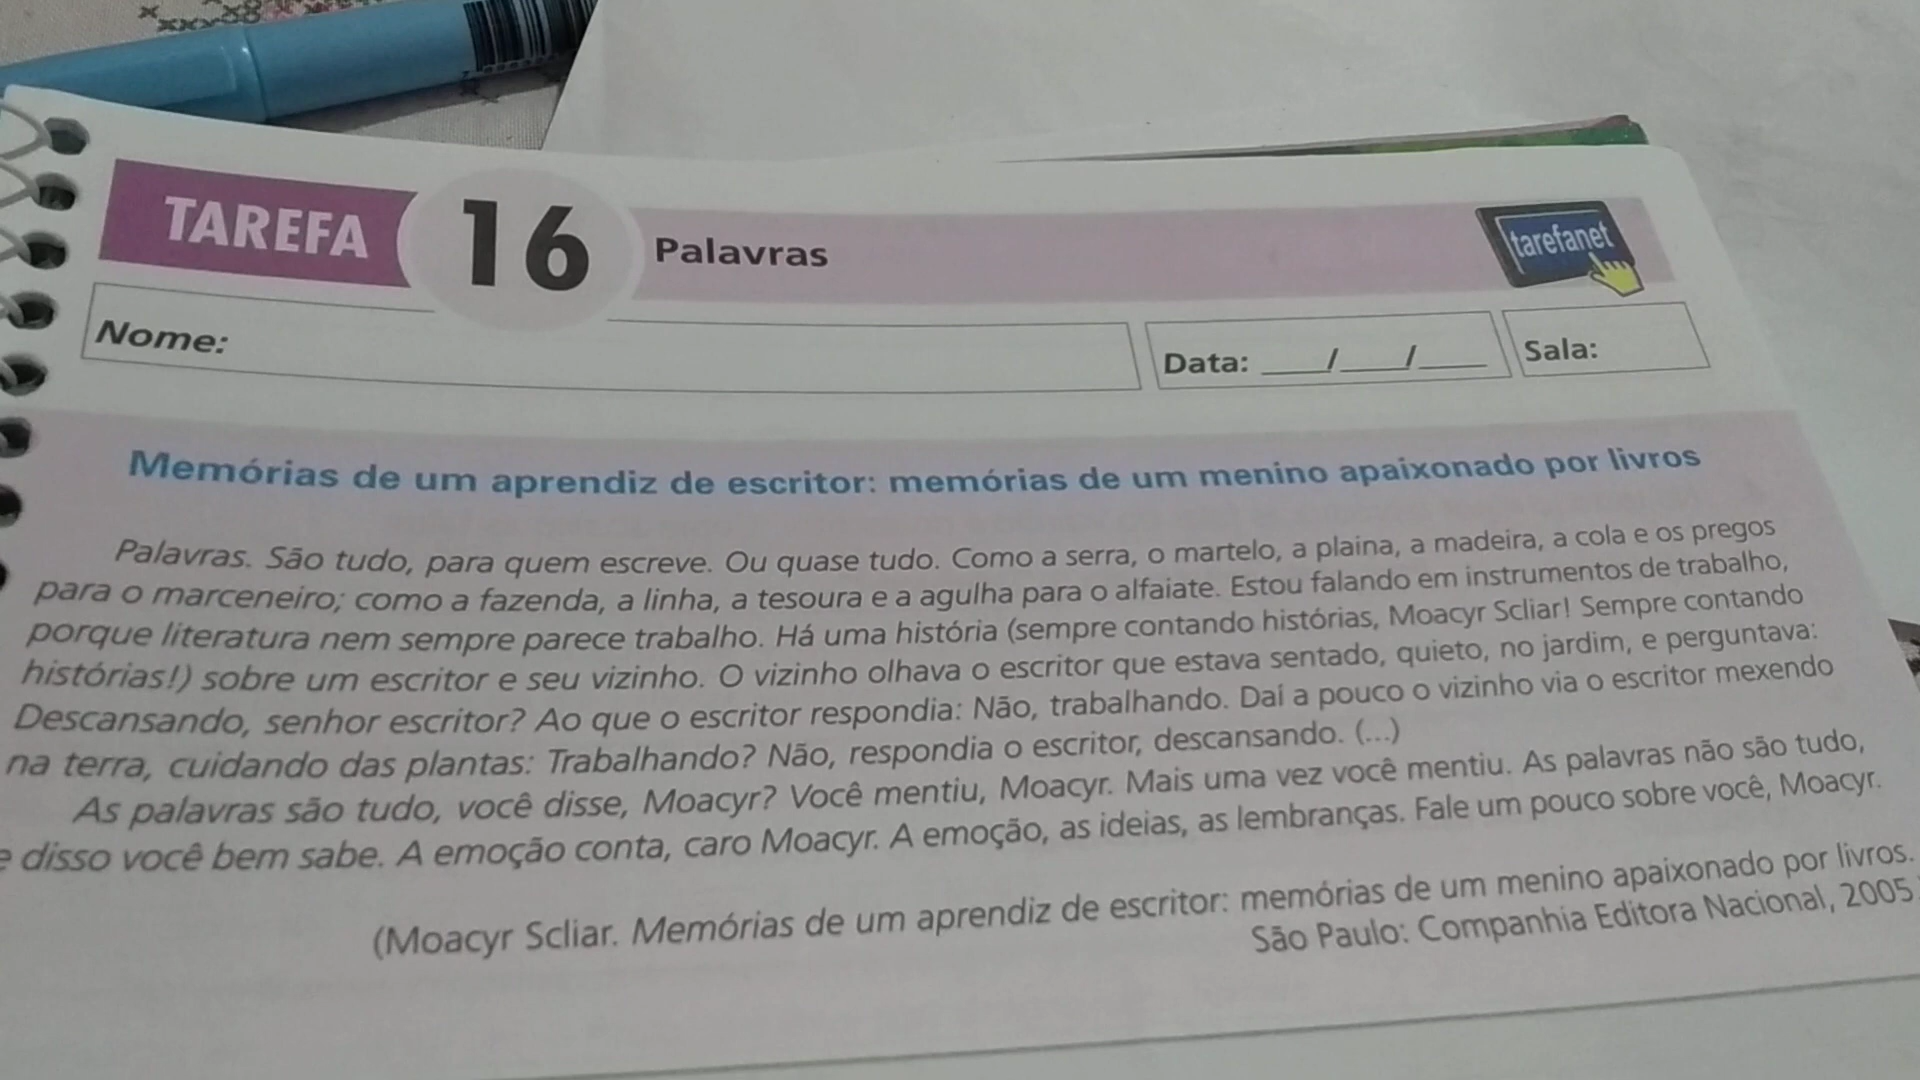 TAREFA 16 Palavras
tarefanet
Nome:
Data: ____/____/____
Sala:
Memórias de um aprendiz de escritor: memórias de um menino apaixonado por livros
Palavras. São tudo, para quem escreve. Ou quase tudo. Como a serra, o martelo, a plaina, a madeira, a cola e os pregos
para o marceneiro; como a fazenda, a linha, a tesoura e a agulha para o alfaiate. Estou falando em instrumentos de trabalho,
porque literatura nem sempre parece trabalho. Há uma história (sempre contando histórias, Moacyr Scliar! Sempre contando
histórias!) sobre um escritor e seu vizinho. O vizinho olhava o escritor que estava sentado, quieto, no jardim, e perguntava:
Descansando, senhor escritor? Ao que o escritor respondia: Não, trabalhando. Daí a pouco o vizinho via o escritor mexendo
na terra, cuidando das plantas: Trabalhando? Não, respondia o escritor, descansando. (...)
As palavras são tudo, você disse, Moacyr? Você mentiu, Moacyr. Mais uma vez você mentiu. As palavras não são tudo,
e disso você bem sabe. A emoção conta, caro Moacyr. A emoção, as ideias, as lembranças. Fale um pouco sobre você, Moacyr.
(Moacyr Scliar. Memórias de um aprendiz de escritor: memórias de um menino apaixonado por livros.
São Paulo: Companhia Editora Nacional, 2005.